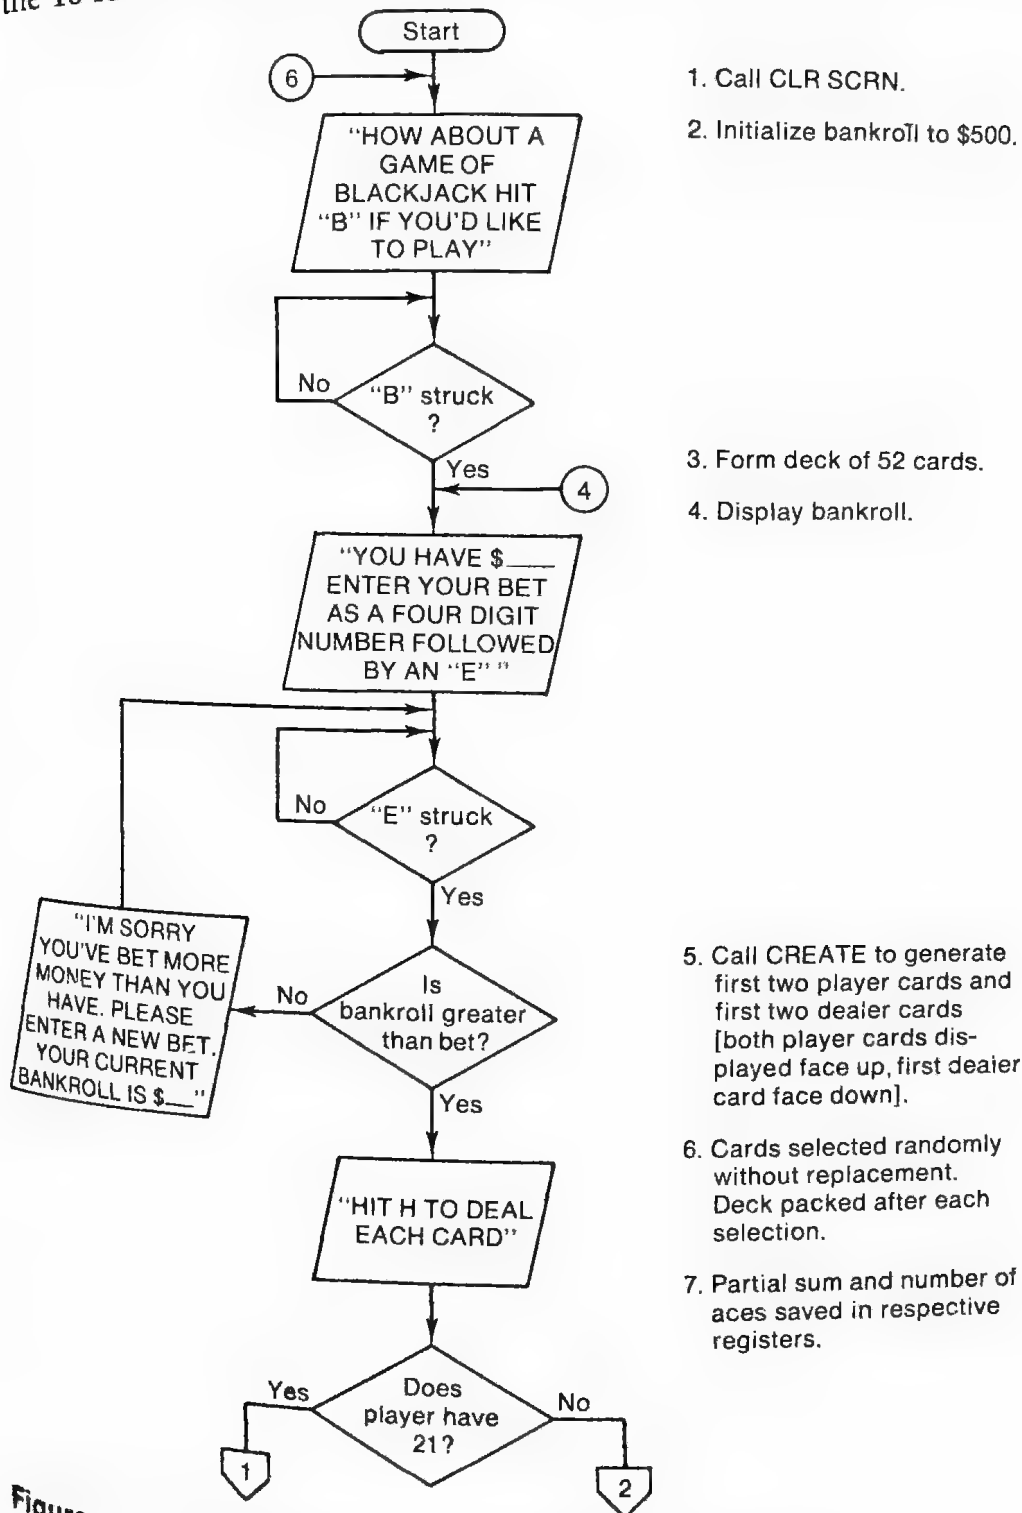 the
Start
6
1. Call CLR SCRN.
2. Initialize bankroll to $500.
"HOW ABOUT A
GAME OF
BLACKJACK HIT
"B" IF YOU'D LIKE
TO PLAY"
No
"B" struck
?
Yes
4
3. Form deck of 52 cards.
4. Display bankroll.
"YOU HAVE $___
ENTER YOUR BET
AS A FOUR DIGIT
NUMBER FOLLOWED
BY AN "E" "
No
"E" struck
?
Yes
"I'M SORRY
YOU'VE BET MORE
MONEY THAN YOU
HAVE. PLEASE
ENTER A NEW BET.
YOUR CURRENT
BANKROLL IS $__"
No
Is
bankroll greater
than bet?
Yes
5. Call CREATE to generate
first two player cards and
first two dealer cards
[both player cards dis-
played face up, first dealer
card face down].
6. Cards selected randomly
without replacement.
Deck packed after each
selection.
7. Partial sum and number of
aces saved in respective
registers.
"HIT H TO DEAL
EACH CARD"
Yes
Does
player have
21?
No
1
2
Figure